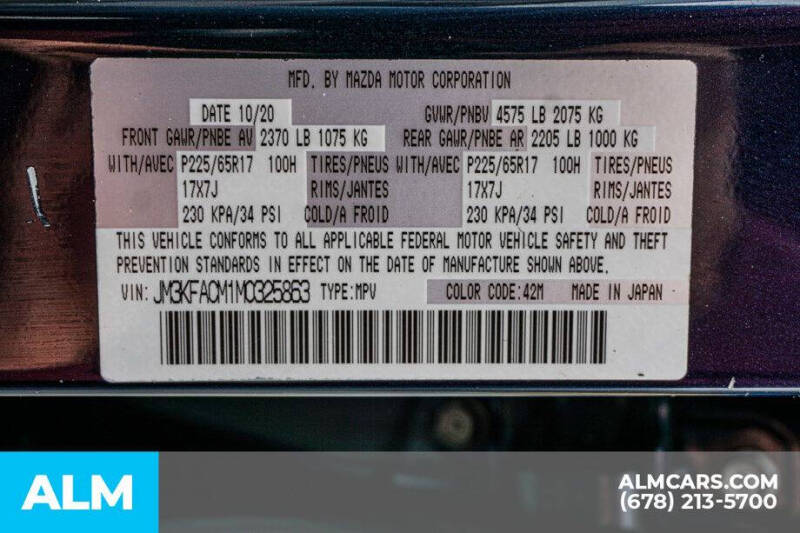 MFD. BY MAZDA MOTOR CORPORATION
DATE 10/20 GVWR/PNBV 4575 LB 2075 KG
FRONT GAWR/PNBE AV 2370 LB 1075 KG REAR GAWR/PNBE AR 2205 LB 1000 KG
WITH/AVEC P225/65R17 100H TIRES/PNEUS WITH/AVEC P225/65R17 100H TIRES/PNEUS
17X7J RIMS/JANTES 17X7J RIMS/JANTES
230 KPA/34 PSI COLD/A FROID 230 KPA/34 PSI COLD/A FROID
THIS VEHICLE CONFORMS TO ALL APPLICABLE FEDERAL MOTOR VEHICLE SAFETY AND THEFT
PREVENTION STANDARDS IN EFFECT ON THE DATE OF MANUFACTURE SHOWN ABOVE.
VIN: JM3KFACM1M0325863 TYPE:MPV COLOR CODE:42M MADE IN JAPAN
ALM
ALMCARS.COM
(678) 213-5700